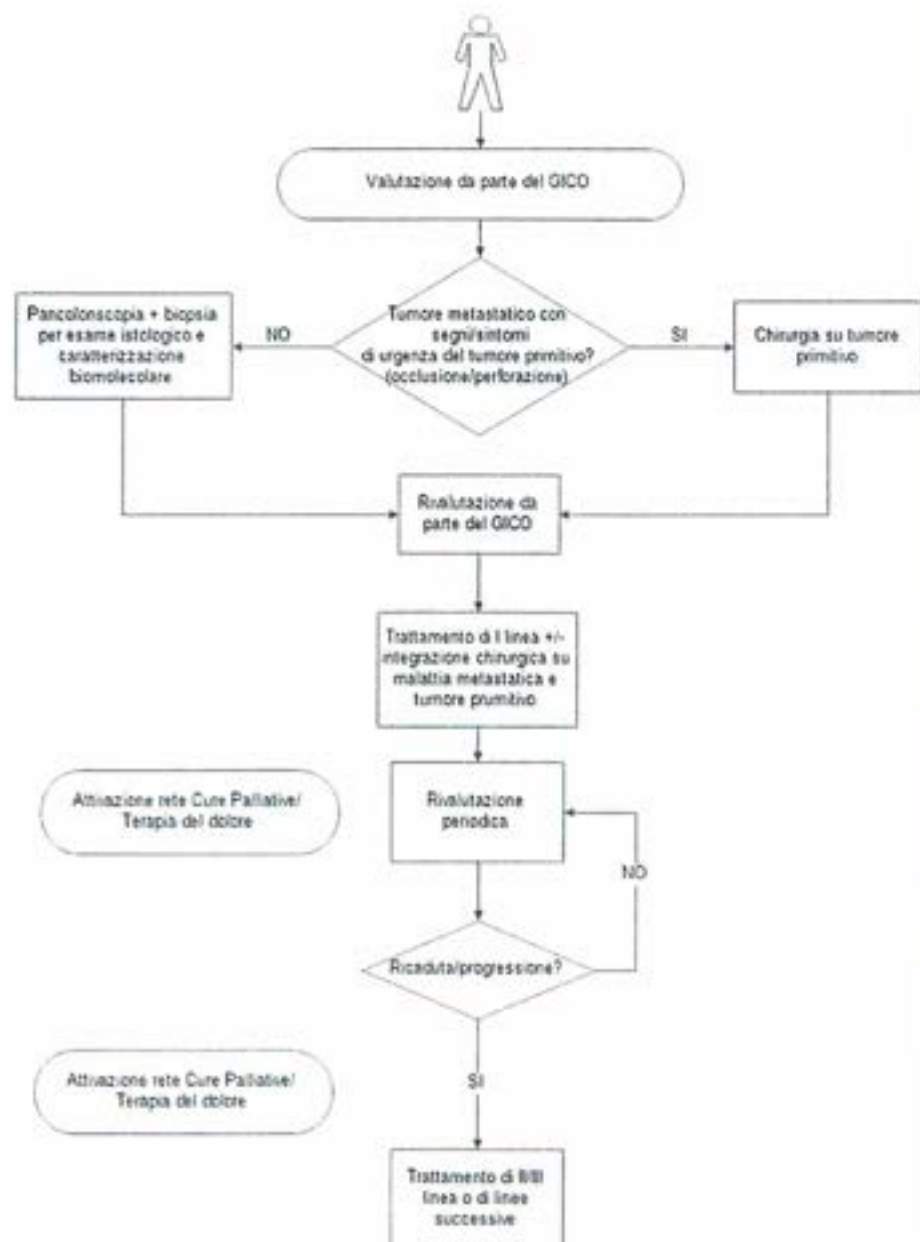 Valutazione da parte del GICO
Pancolonscopia + biopsia
per esame istologico e
caratterizzazione
biomolecolare
NO
Tumore metastatico con
segni/sintomi
di urgenza del tumore primitivo?
(occlusione/perforazione)
SI
Chirurgia su tumore
primitivo
Rivalutazione da
parte del GICO
Trattamento di I linea +/-
integrazione chirurgica su
malattia metastatica e
tumore prumitivo
Attivazione rete Cure Palliative/
Terapia del dolore
Rivalutazione
periodica
NO
Ricaduta/progressione?
Attivazione rete Cure Palliative/
Terapia del dolore
SI
Trattamento di II/III
linea o di linee
successive